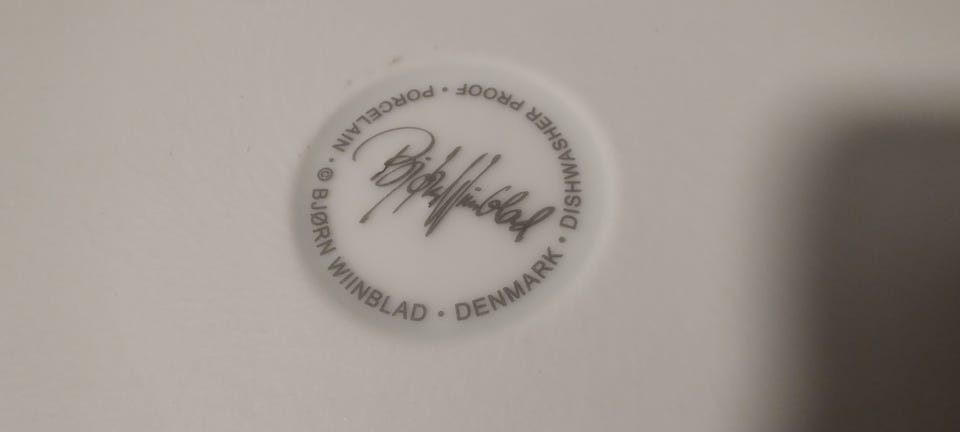 © BJØRN WIINBLAD • DENMARK • DISHWASHER PROOF • PORCELAIN •
Bjørn Wiinblad